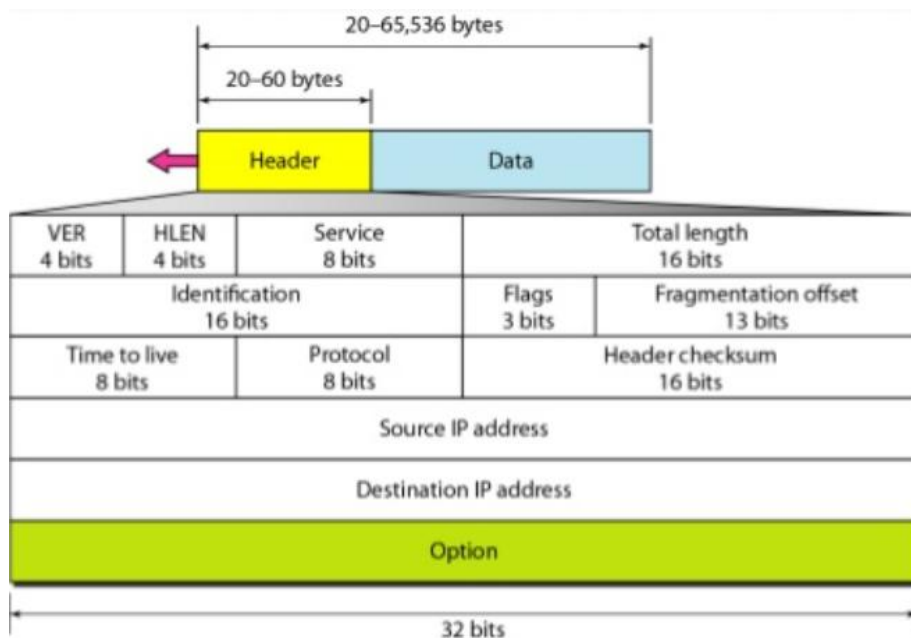 20–65,536 bytes
20–60 bytes
Header
Data
VER
4 bits
HLEN
4 bits
Service
8 bits
Total length
16 bits
Identification
16 bits
Flags
3 bits
Fragmentation offset
13 bits
Time to live
8 bits
Protocol
8 bits
Header checksum
16 bits
Source IP address
Destination IP address
Option
32 bits